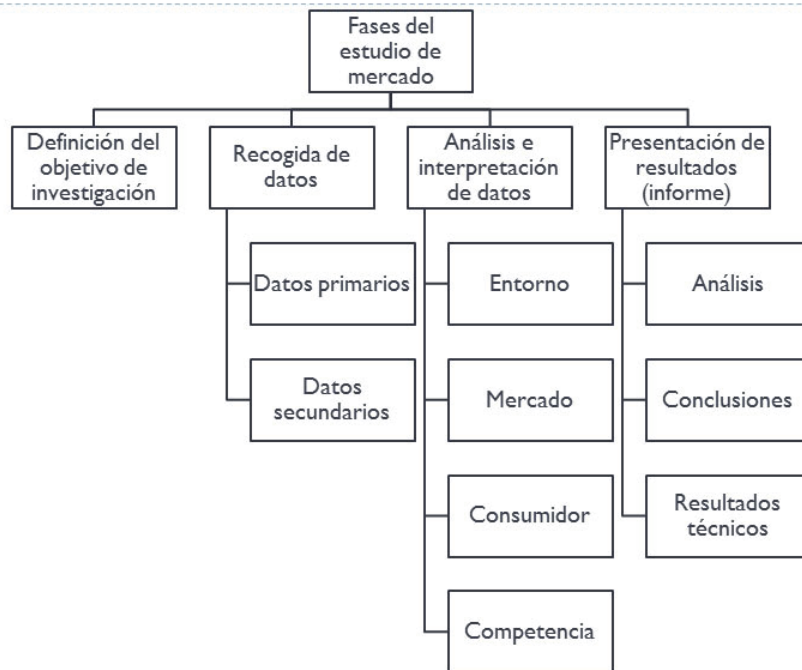 Fases del
estudio de
mercado
Definición del
objetivo de
investigación
Recogida de
datos
Análisis e
interpretación
de datos
Presentación de
resultados
(informe)
Datos primarios
Datos
secundarios
Entorno
Mercado
Consumidor
Competencia
Análisis
Conclusiones
Resultados
técnicos